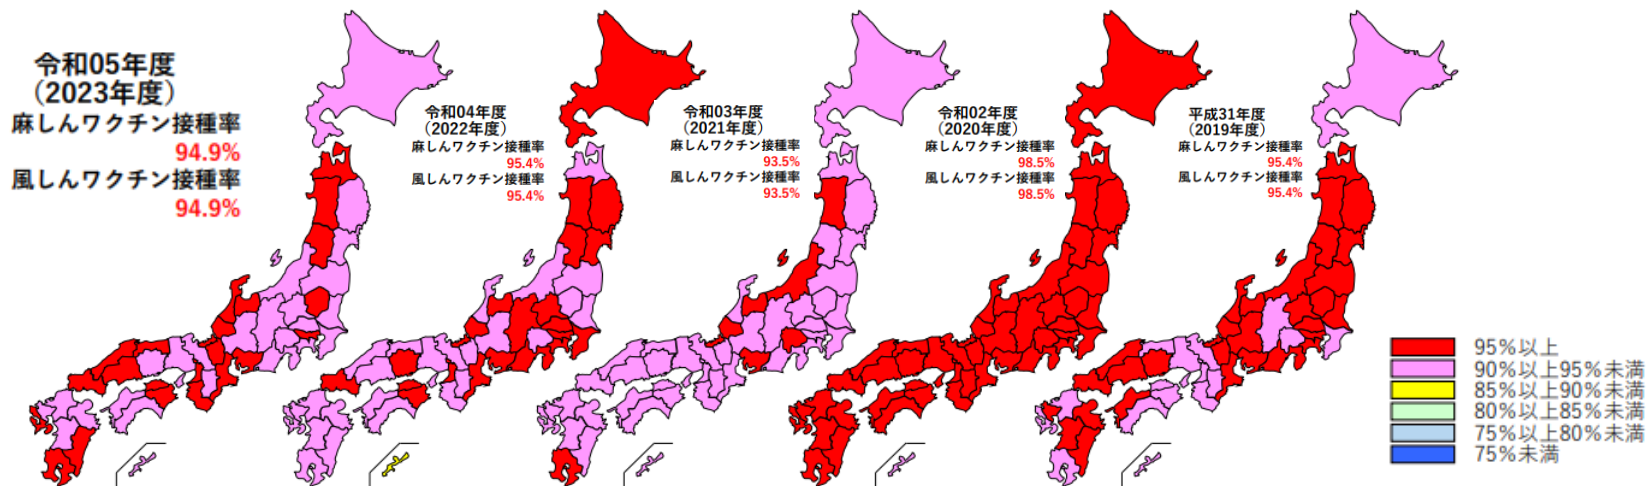 令和05年度
（2023年度）
麻しんワクチン接種率
94.9%
風しんワクチン接種率
94.9%
令和04年度
（2022年度）
麻しんワクチン接種率
95.4%
風しんワクチン接種率
95.4%
令和03年度
（2021年度）
麻しんワクチン接種率
93.5%
風しんワクチン接種率
93.5%
令和02年度
（2020年度）
麻しんワクチン接種率
98.5%
風しんワクチン接種率
98.5%
平成31年度
（2019年度）
麻しんワクチン接種率
95.4%
風しんワクチン接種率
95.4%
95%以上
90%以上95%未満
85%以上90%未満
80%以上85%未満
75%以上80%未満
75%未満